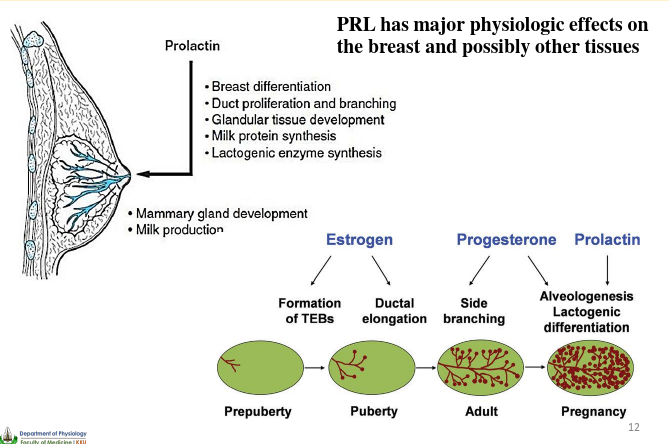 PRL has major physiologic effects on
the breast and possibly other tissues
Prolactin
• Breast differentiation
• Duct proliferation and branching
• Glandular tissue development
• Milk protein synthesis
• Lactogenic enzyme synthesis
• Mammary gland development
• Milk production
Estrogen
Progesterone
Prolactin
Formation
of TEBs
Ductal
elongation
Side
branching
Alveologenesis
Lactogenic
differentiation
Prepuberty
Puberty
Adult
Pregnancy
12
Department of Physiology
Faculty of Medicine | KKU